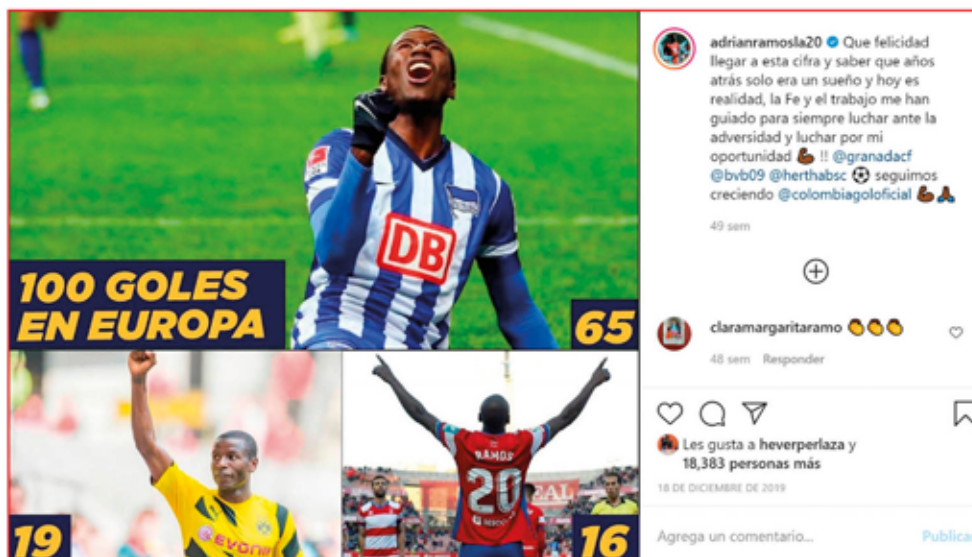 100 GOLES
EN EUROPA
65
DB
19
EVONIK
16
RAMOS
20
adrianramosla20 Que felicidad
llegar a esta cifra y saber que años
atrás solo era un sueño y hoy es
realidad, la Fe y el trabajo me han
guiado para siempre luchar ante la
adversidad y luchar por mi
oportunidad 💪🏾 !! @granadacf
@bvb09 @herthabsc ⚽ seguimos
creciendo @colombiagoloficial 💪🏾🙏🏾
49 sem
claramargaritaramo 👏👏👏
48 sem Responder
Les gusta a heverperlaza y
18,383 personas más
18 DE DICIEMBRE DE 2019
Agrega un comentario... Publica